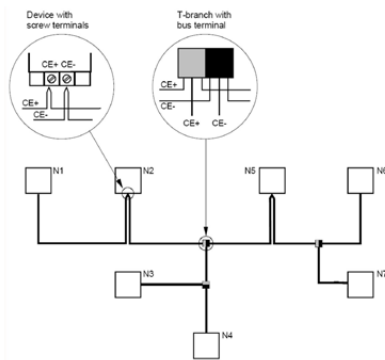 Device with
screw terminals
CE+ CE-
CE+
CE-
T-branch with
bus terminal
CE+
CE-
CE+
CE-
N1
N2
N5
N6
N3
N7
N4